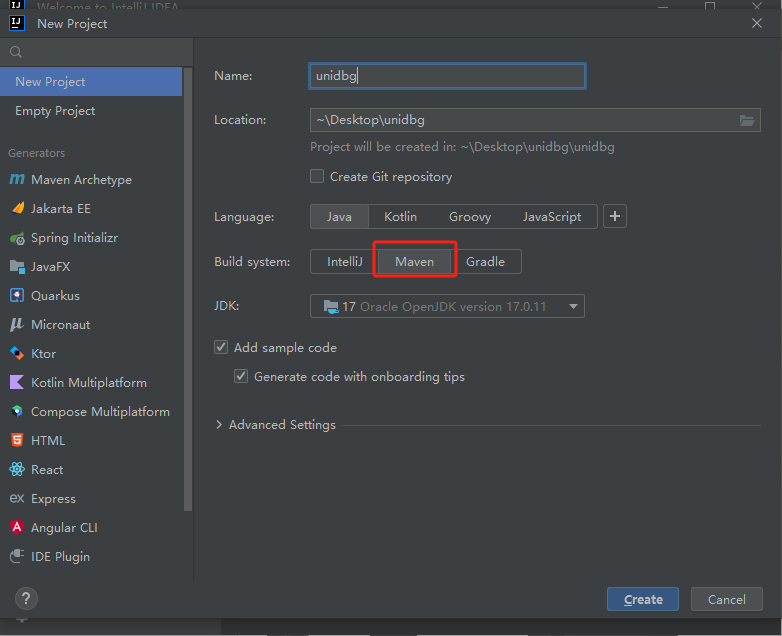 Welcome to IntelliJ IDEA
New Project
New Project
Empty Project
Generators
Maven Archetype
Jakarta EE
Spring Initializr
JavaFX
Quarkus
Micronaut
Ktor
Kotlin Multiplatform
Compose Multiplatform
HTML
React
ex Express
Angular CLI
IDE Plugin
Name: unidbg
Location: ~\Desktop\unidbg
Project will be created in: ~\Desktop\unidbg\unidbg
Create Git repository
Language: Java Kotlin Groovy JavaScript +
Build system: IntelliJ Maven Gradle
JDK: 17 Oracle OpenJDK version 17.0.11
Add sample code
Generate code with onboarding tips
Advanced Settings
? Create Cancel